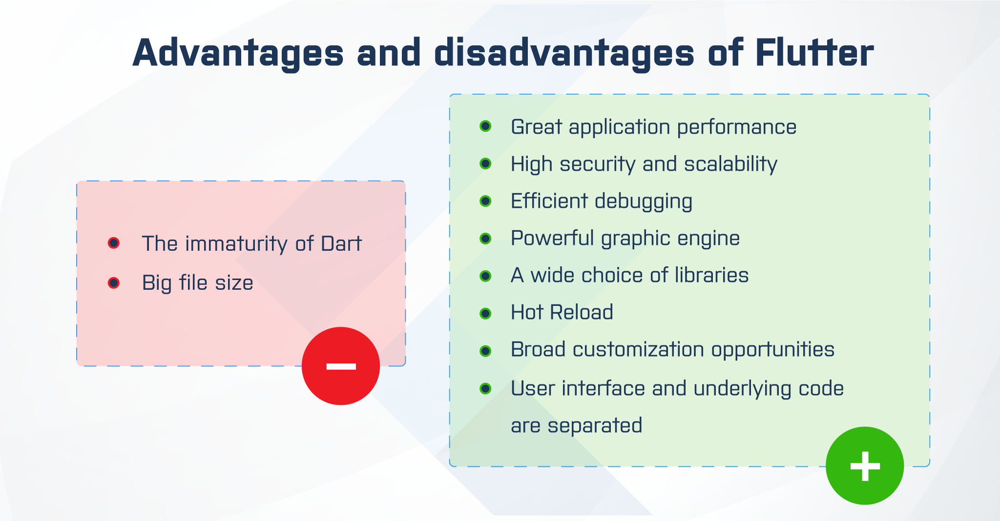 Advantages and disadvantages of Flutter
The immaturity of Dart
Big file size
Great application performance
High security and scalability
Efficient debugging
Powerful graphic engine
A wide choice of libraries
Hot Reload
Broad customization opportunities
User interface and underlying code
are separated